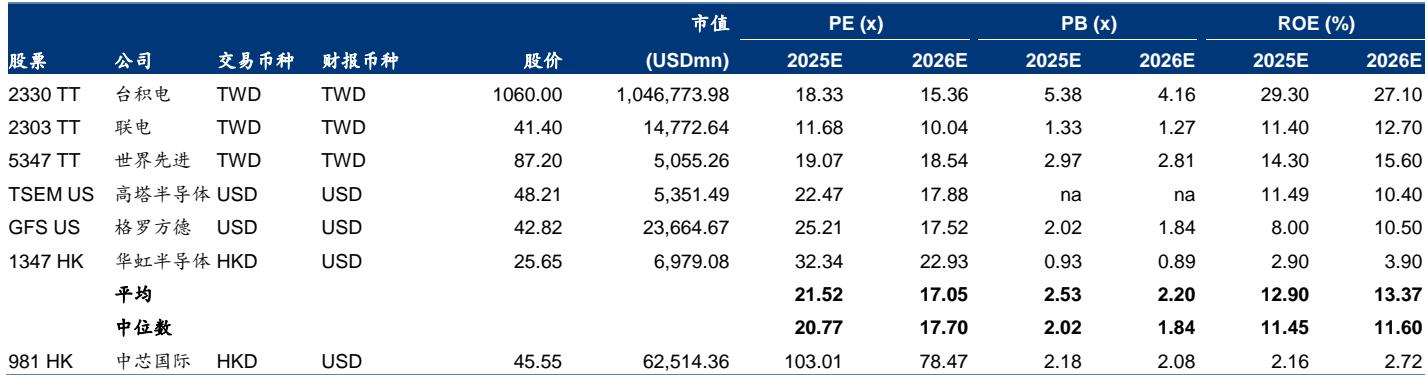 市值 PE (x) PB (x) ROE (%)
股票 公司 交易币种 财报币种 股价 (USDmn) 2025E 2026E 2025E 2026E 2025E 2026E
2330 TT 台积电 TWD TWD 1060.00 1,046,773.98 18.33 15.36 5.38 4.16 29.30 27.10
2303 TT 联电 TWD TWD 41.40 14,772.64 11.68 10.04 1.33 1.27 11.40 12.70
5347 TT 世界先进 TWD TWD 87.20 5,055.26 19.07 18.54 2.97 2.81 14.30 15.60
TSEM US 高塔半导体 USD USD 48.21 5,351.49 22.47 17.88 na na 11.49 10.40
GFS US 格罗方德 USD USD 42.82 23,664.67 25.21 17.52 2.02 1.84 8.00 10.50
1347 HK 华虹半导体 HKD USD 25.65 6,979.08 32.34 22.93 0.93 0.89 2.90 3.90
平均 21.52 17.05 2.53 2.20 12.90 13.37
中位数 20.77 17.70 2.02 1.84 11.45 11.60
981 HK 中芯国际 HKD USD 45.55 62,514.36 103.01 78.47 2.18 2.08 2.16 2.72